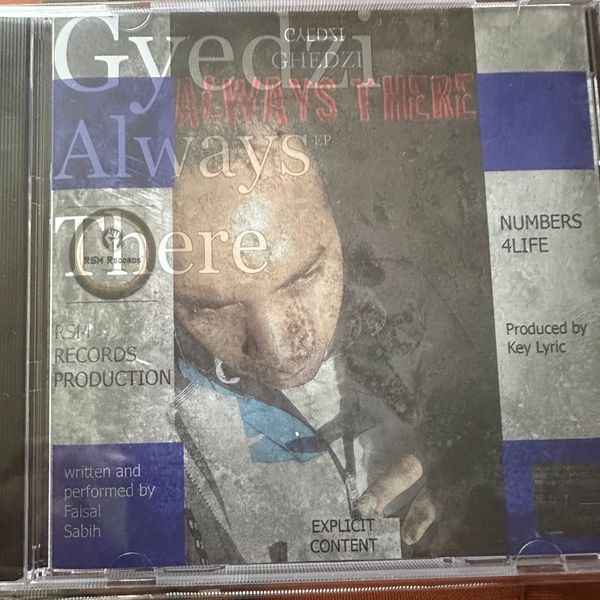 Gyedzi
GYEDZI
GHEDZI
ALWAYS THERE
Always
EP
There
RSM RECORDS
RSM
RECORDS
PRODUCTION
NUMBERS
4LIFE
Produced by
Key Lyric
written and
performed by
Faisal
Sabih
EXPLICIT
CONTENT